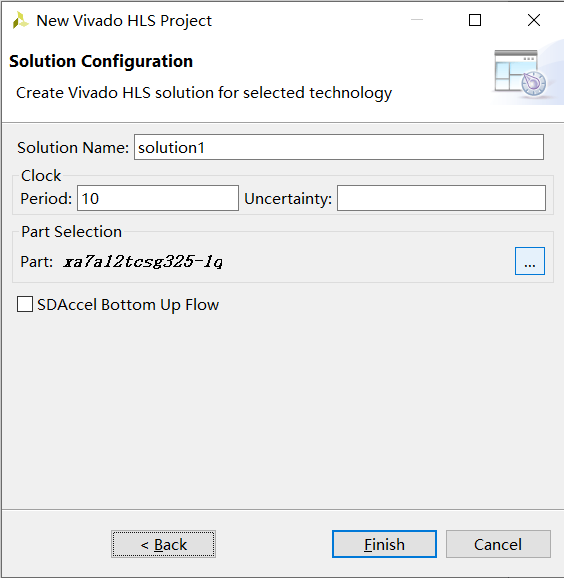 New Vivado HLS Project
Solution Configuration
Create Vivado HLS solution for selected technology
Solution Name: solution1
Clock
Period: 10 Uncertainty:
Part Selection
Part: xa7a12tcsg325-1q ...
SDAccel Bottom Up Flow
< Back Finish Cancel